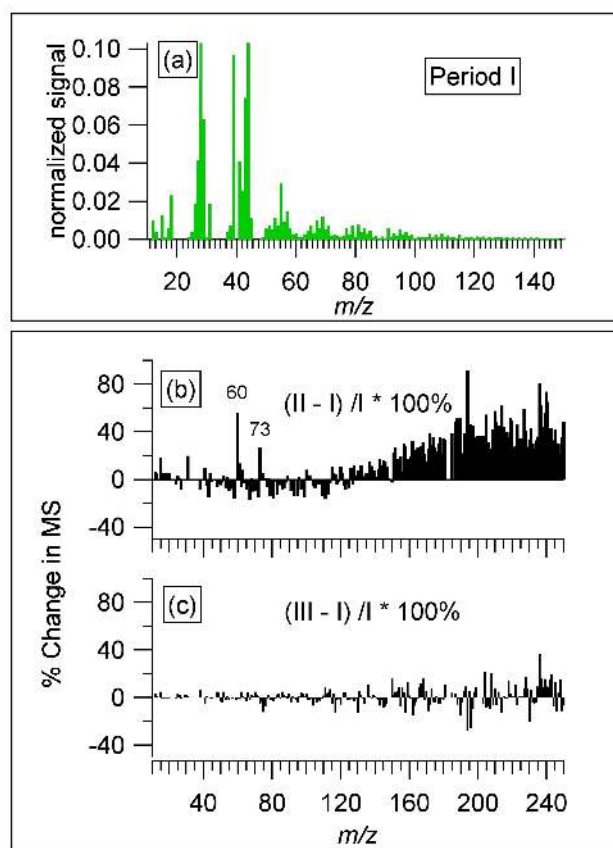 0.10
0.08
0.06
0.04
0.02
0.00
normalized signal
(a)
Period I
20 40 60 80 100 120 140
m/z
% Change in MS
80
40
0
-40
(b)
60
73
(II - I) /I * 100%
80
40
0
-40
(c)
(III - I) /I * 100%
40 80 120 160 200 240
m/z